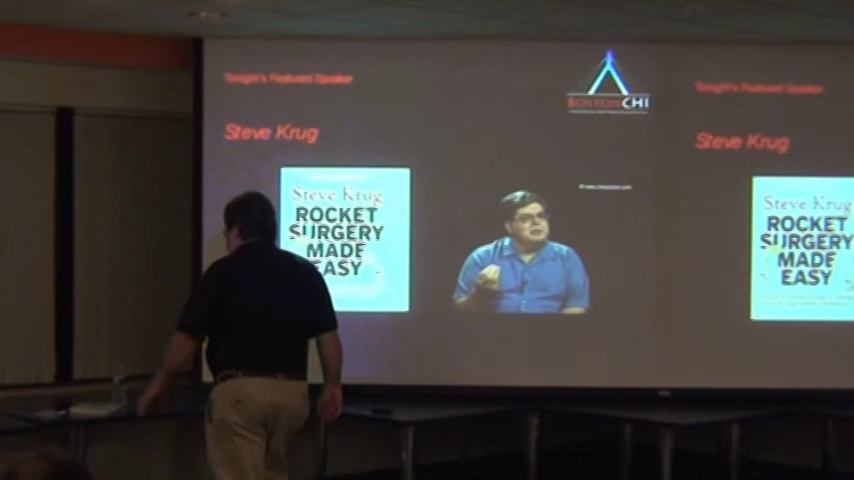 Tonight's Featured Speaker
BOSTONCHI
Tonight's Featured Speaker
Steve Krug
Steve Krug
Steve Krug
ROCKET
SURGERY
MADE
EASY
Steve Krug
ROCKET
SURGERY
MADE
EASY